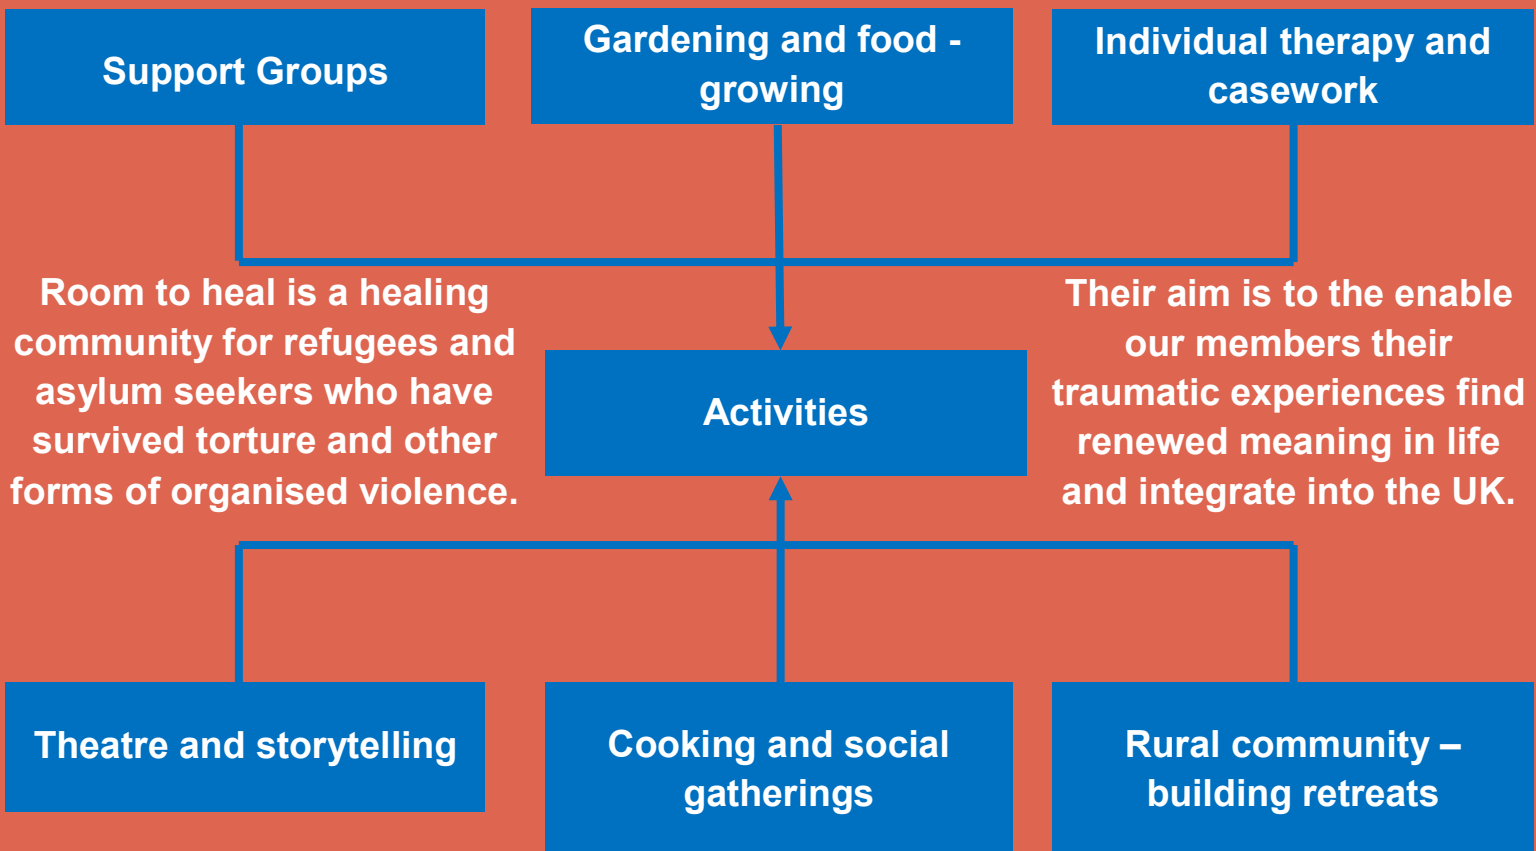 Support Groups
Gardening and food -
growing
Individual therapy and
casework
Room to heal is a healing
community for refugees and
asylum seekers who have
survived torture and other
forms of organised violence.
Activities
Their aim is to the enable
our members their
traumatic experiences find
renewed meaning in life
and integrate into the UK.
Theatre and storytelling
Cooking and social
gatherings
Rural community –
building retreats